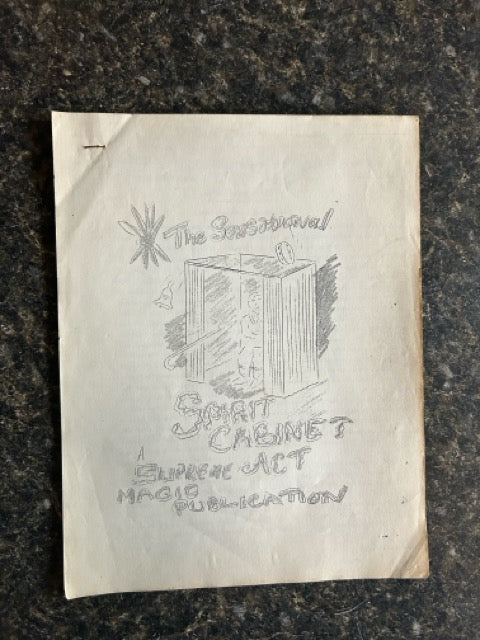 The Sensational
SPIRIT
CABINET
A
SUPREME ACT
MAGIC
PUBLICATION